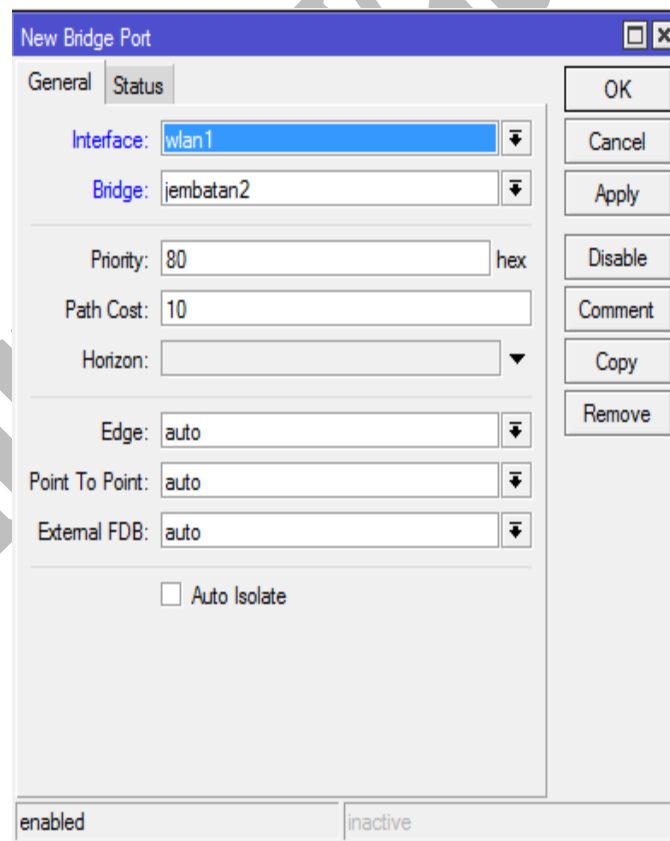 New Bridge Port
General Status
Interface: wlan1
Bridge: jembatan2
Priority: 80 hex
Path Cost: 10
Horizon:
Edge: auto
Point To Point: auto
External FDB: auto
Auto Isolate
OK
Cancel
Apply
Disable
Comment
Copy
Remove
enabled inactive